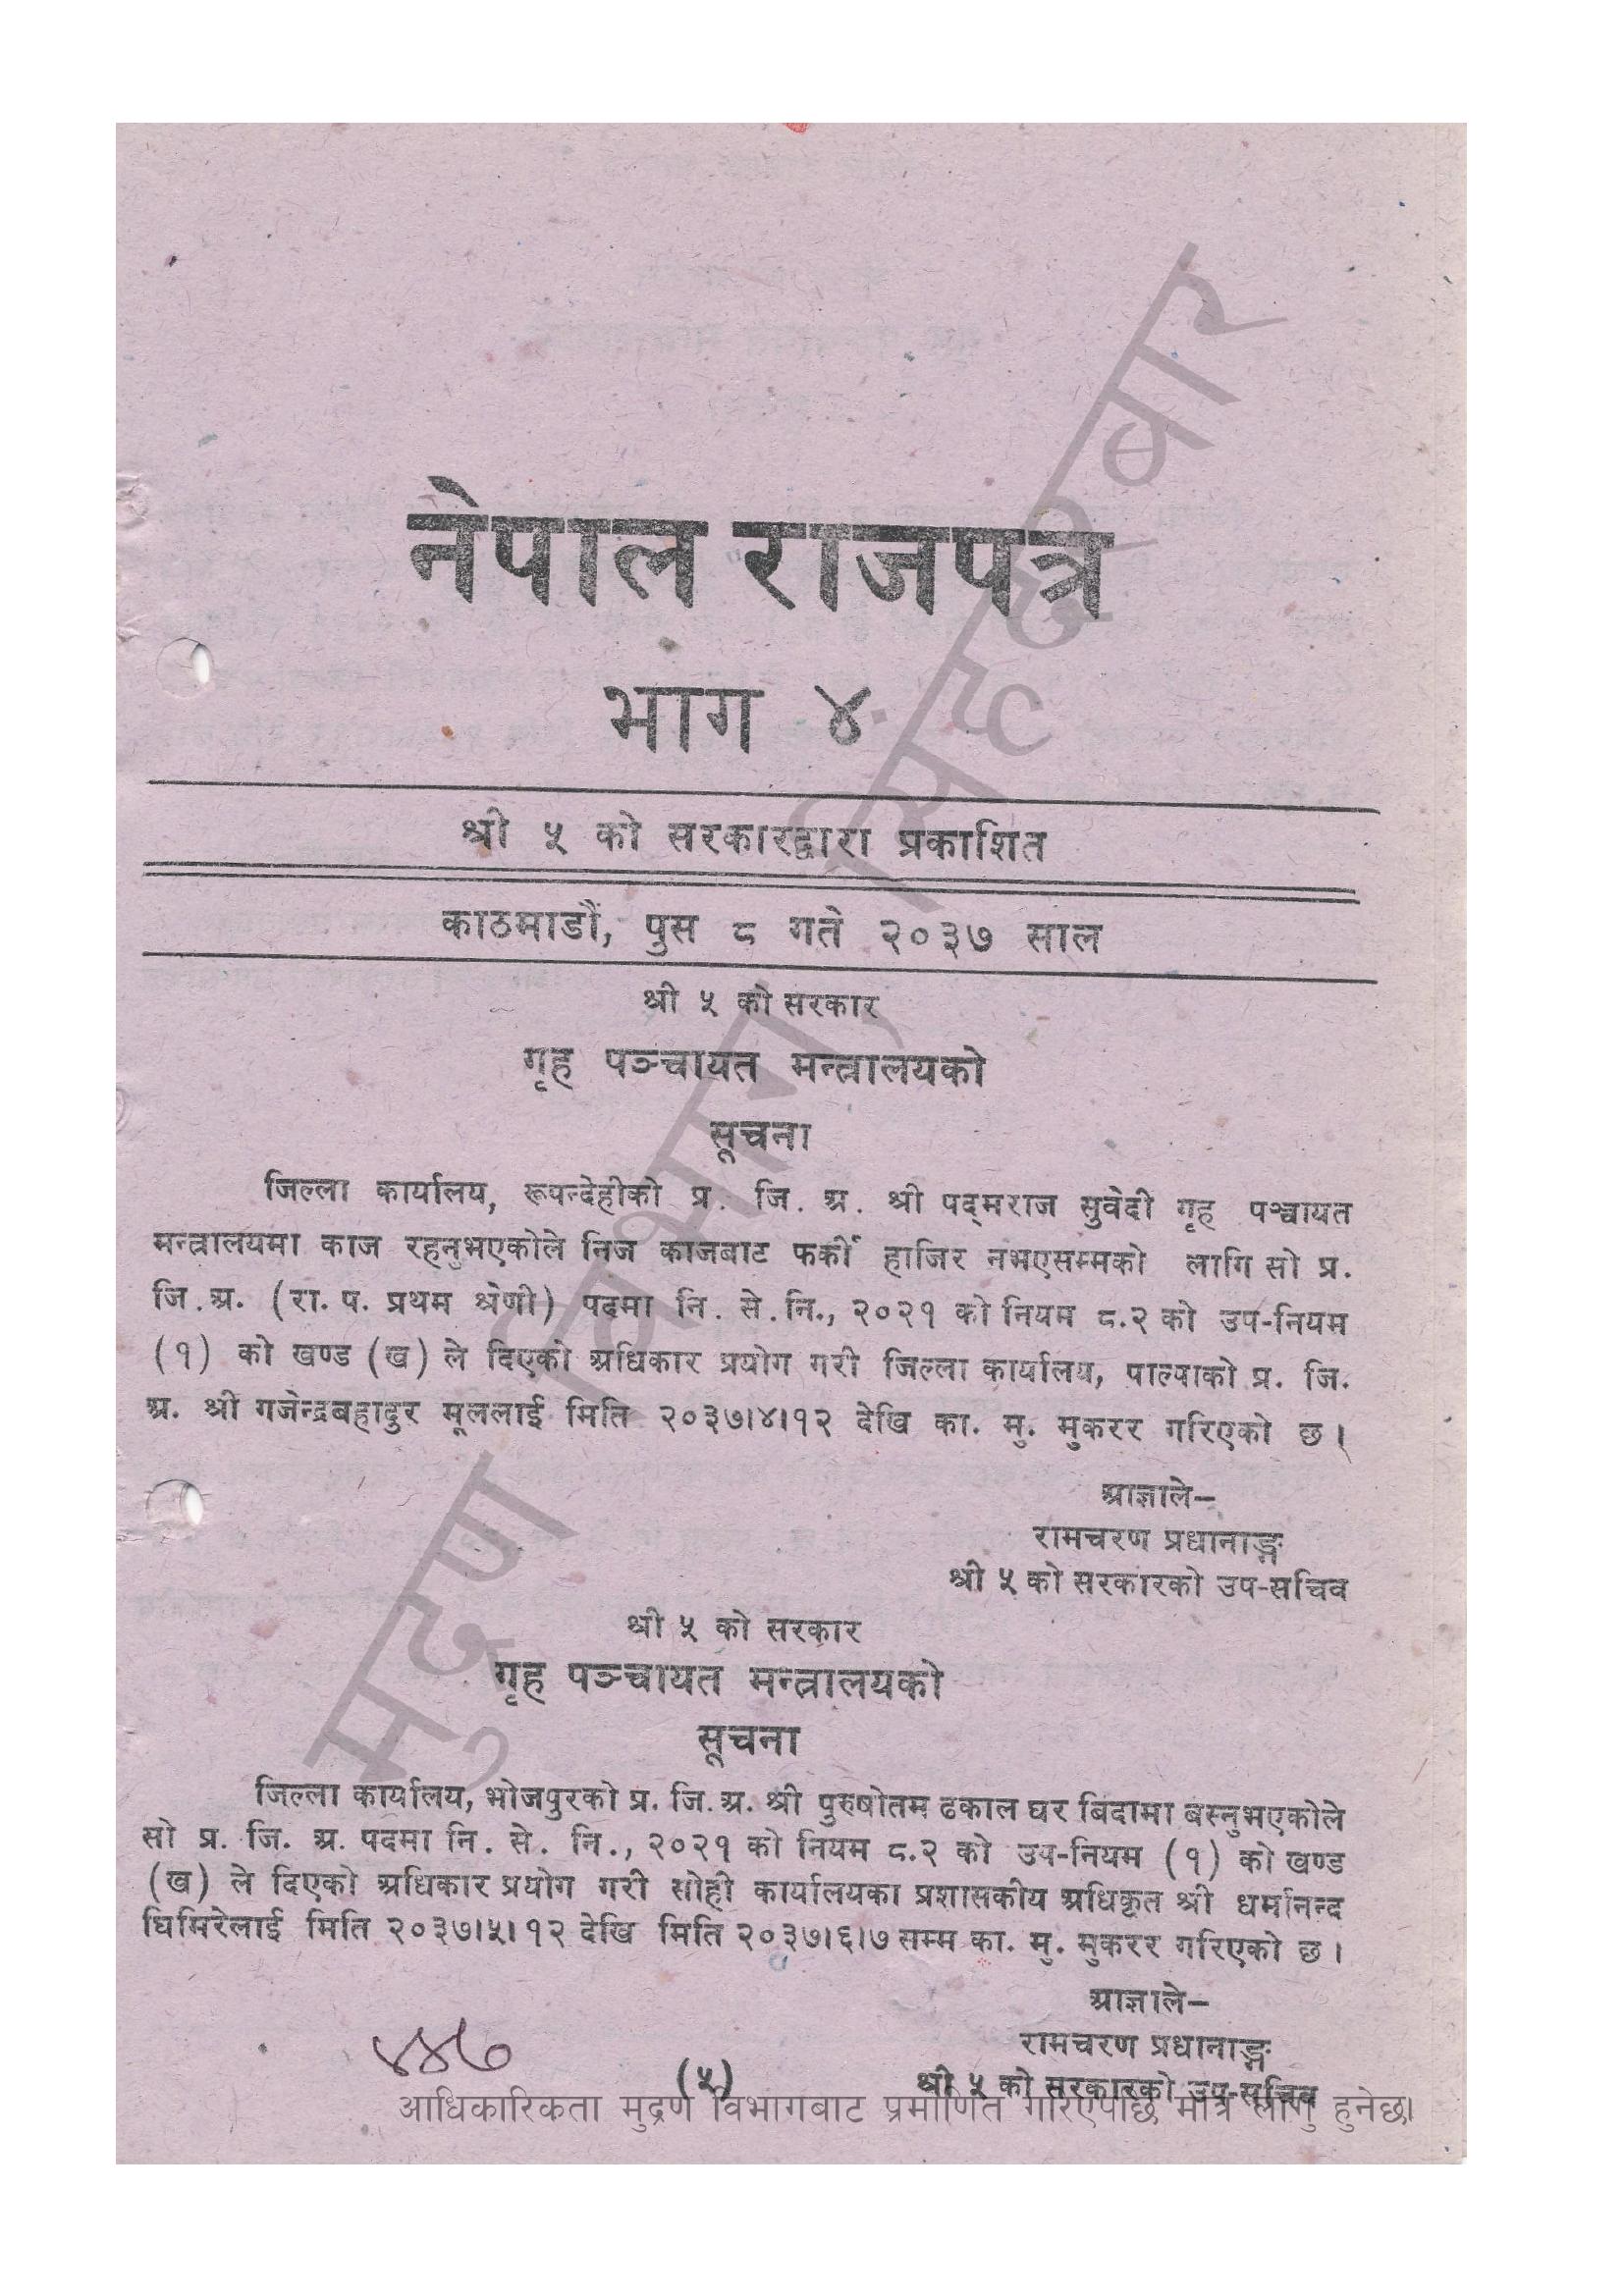 नेपाल राजपत्र
भाग ४
श्री ५ को सरकारद्वारा प्रकाशित
काठमाडौं, पुस ८ गते २०३७ साल
श्री ५ को सरकार
गृह पञ्चायत मन्त्रालयको
सूचना
जिल्ला कार्यालय, रूपन्देहीको प्र. जि. अ. श्री पद्मराज सुवेदी गृह पञ्चायत
मन्त्रालयमा काज रहनुभएकोले निज काजबाट फर्की हाजिर नभएसम्मको लागि सो प्र.
जि.अ. (रा. प. प्रथम श्रेणी) पदमा नि. से.नि., २०२१ को नियम ८.२ को उप-नियम
(१) को खण्ड (ख) ले दिएको अधिकार प्रयोग गरी जिल्ला कार्यालय, पाल्पाको प्र. जि.
अ. श्री गजेन्द्रबहादुर मूललाई मिति २०३७।४।१२ देखि का. मु. मुकरर गरिएको छ।
आज्ञाले–
रामचरण प्रधानाङ्ग
श्री ५ को सरकारको उप-सचिव
श्री ५ को सरकार
गृह पञ्चायत मन्त्रालयको
सूचना
जिल्ला कार्यालय, भोजपुरको प्र. जि.अ. श्री पुरुषोतम ढकाल घर बिदामा बस्नुभएकोले
सो प्र. जि. अ. पदमा नि. से. नि., २०२१ को नियम ८.२ को उप-नियम (१) को खण्ड
(ख) ले दिएको अधिकार प्रयोग गरी सोही कार्यालयका प्रशासकीय अधिकृत श्री धर्मानन्द
घिमिरेलाई मिति २०३७।५।१२ देखि मिति २०३७।६।७ सम्म का. मु. मुकरर गरिएको छ।
आज्ञाले–
रामचरण प्रधानाङ्ग
श्री ५ को सरकारको उप-सचिव
४४७
(५)
आधिकारिकता मुद्रण विभागबाट प्रमाणित गरिएपछि मात्र लागु हुनेछ।
मुद्रण विभाग, सिंहदरबार